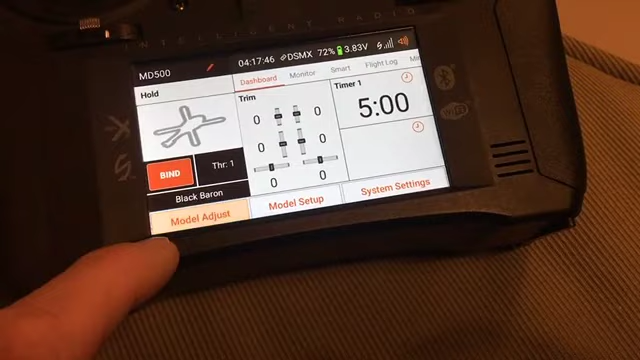 INTELLIGENT RADIO
MD500
04:17:46 DSMX 72% 3.83V
Hold
Dashboard Monitor Smart Flight Log
Trim
Timer 1
0 0
5:00
0 0
BIND
Thr: 1
0 0
Black Baron
Model Adjust
Model Setup
System Settings